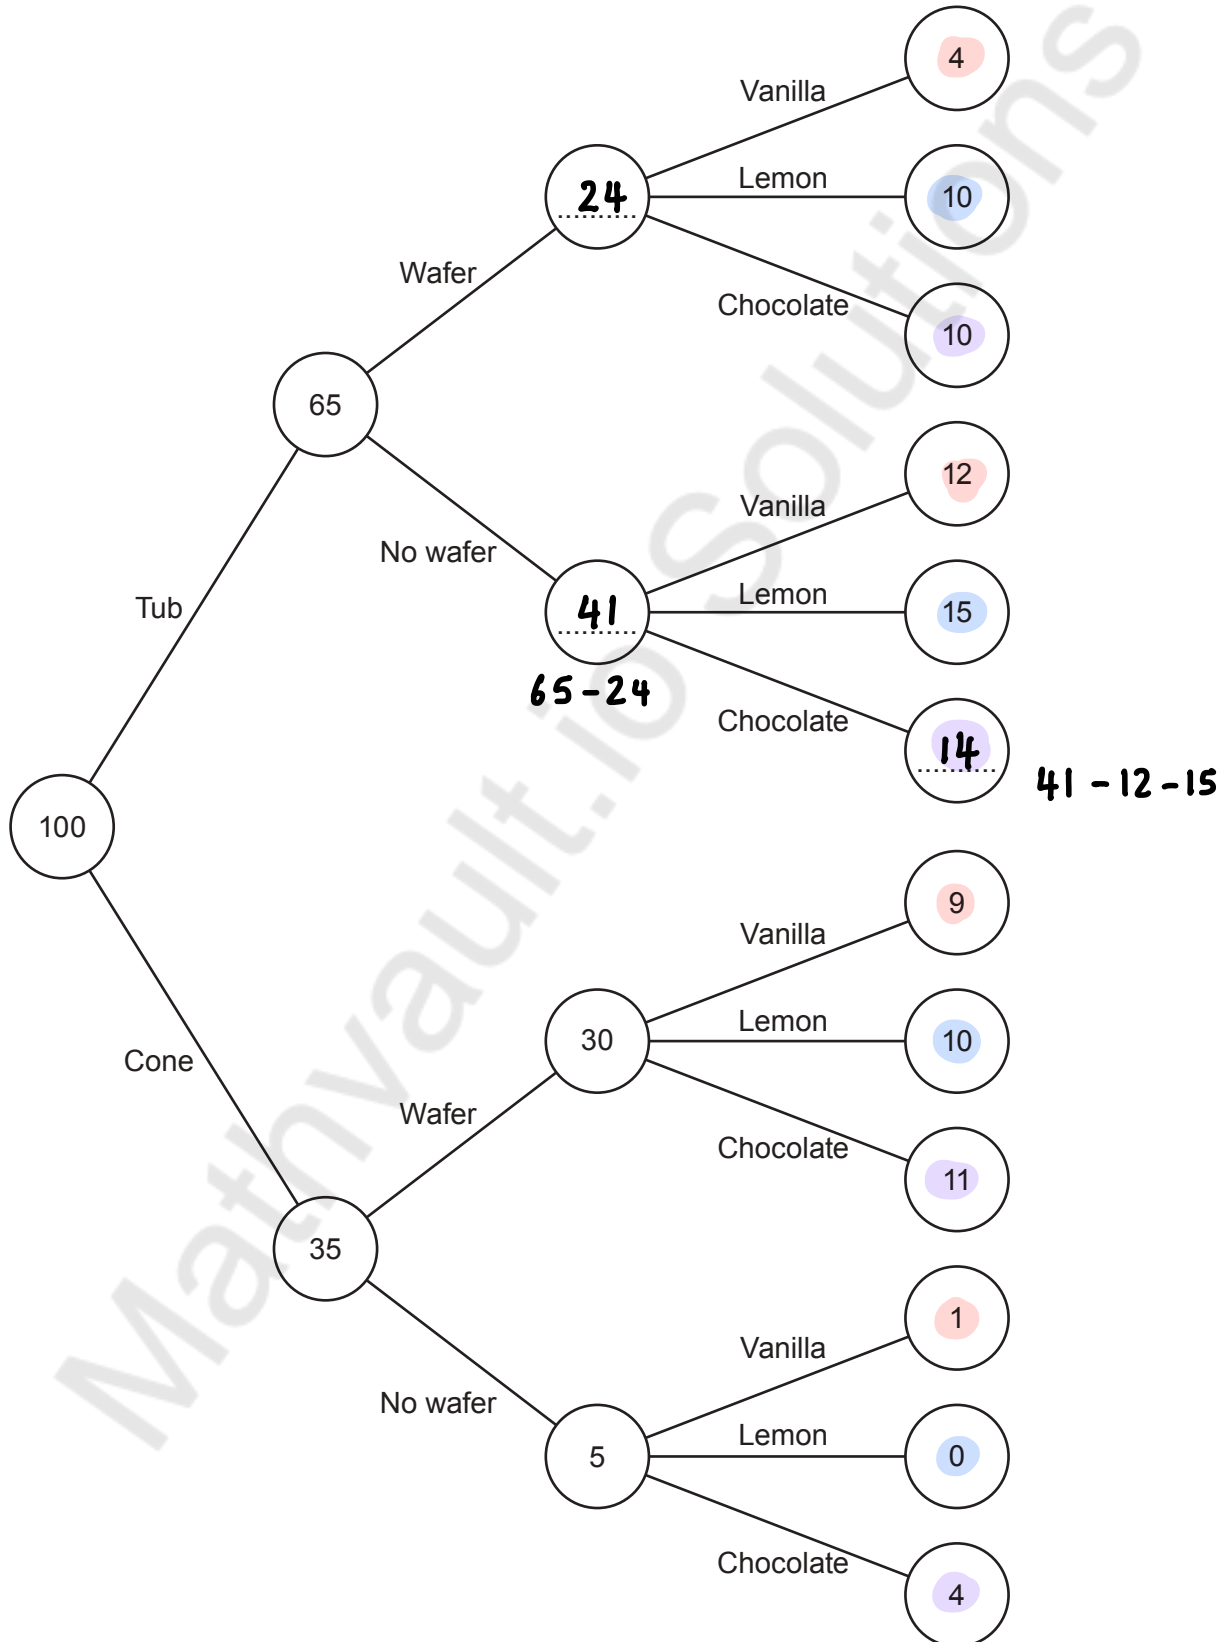 4
Vanilla
24
Lemon
10
Wafer
Chocolate
10
65
12
Vanilla
No wafer
Tub
41
Lemon
15
65-24
Chocolate
14
41-12-15
100
9
Vanilla
Cone
30
Lemon
10
Wafer
Chocolate
11
35
1
Vanilla
No wafer
5
Lemon
0
Chocolate
4
Mathvault.io Solutions